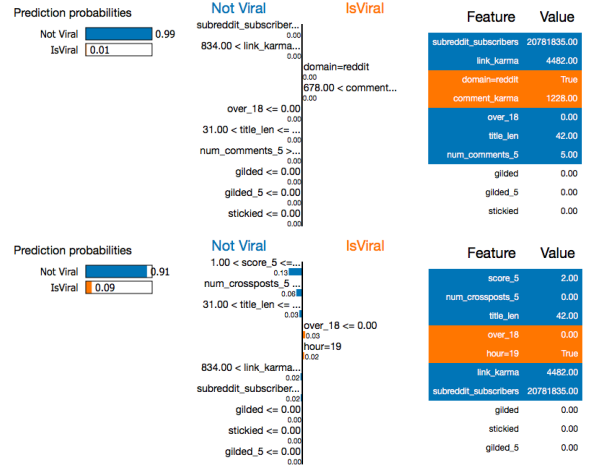 Prediction probabilities
Not Viral 0.99
IsViral 0.01
Not Viral IsViral
subreddit_subscriber...
0.00
834.00 < link_karma...
0.00
domain=reddit
0.00
678.00 < comment...
0.00
over_18 <= 0.00
0.00
31.00 < title_len <=...
0.00
num_comments_5 >...
0.00
gilded <= 0.00
0.00
gilded_5 <= 0.00
0.00
stickied <= 0.00
0.00
Feature Value
subreddit_subscribers 20781835.00
link_karma 4482.00
domain=reddit True
comment_karma 1228.00
over_18 0.00
title_len 42.00
num_comments_5 5.00
gilded 0.00
gilded_5 0.00
stickied 0.00
Prediction probabilities
Not Viral 0.91
IsViral 0.09
Not Viral IsViral
1.00 < score_5 <=...
0.13
num_crossposts_5 ...
0.06
31.00 < title_len <=...
0.03
over_18 <= 0.00
0.03
hour=19
0.02
834.00 < link_karma...
0.02
subreddit_subscriber...
0.02
gilded <= 0.00
0.00
stickied <= 0.00
0.00
gilded_5 <= 0.00
0.00
Feature Value
score_5 2.00
num_crossposts_5 0.00
title_len 42.00
over_18 0.00
hour=19 True
link_karma 4482.00
subreddit_subscribers 20781835.00
gilded 0.00
stickied 0.00
gilded_5 0.00